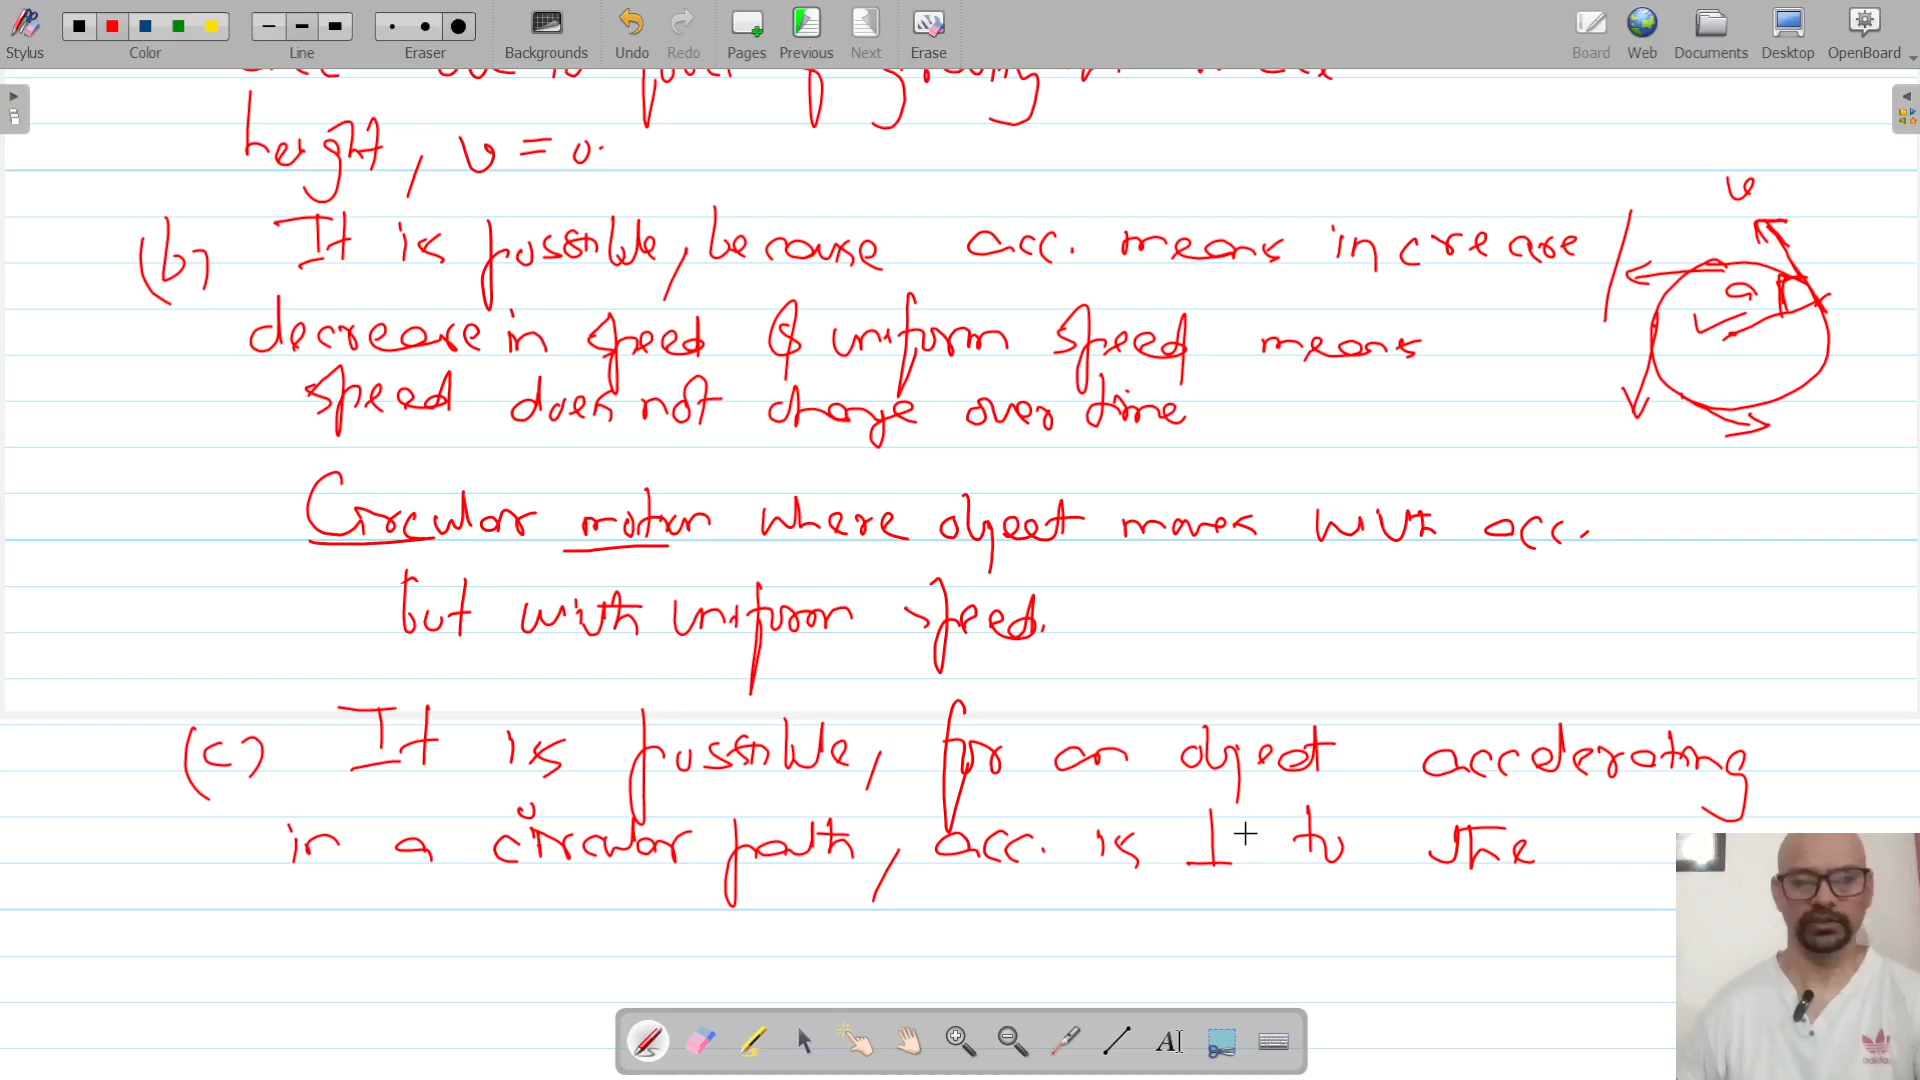 Stylus Color Line Eraser Backgrounds Undo Redo Pages Previous Next Erase Board Web Documents Desktop OpenBoard
height, v = 0.
(b) It is possible, because acc. means increase
decrease in speed & uniform speed means
speed does not change over time
v
a
Circular motion where object moves with acc.
but with uniform speed.
(c) It is possible, for an object accelerating
in a circular path, acc. is ⊥ to the
adidas